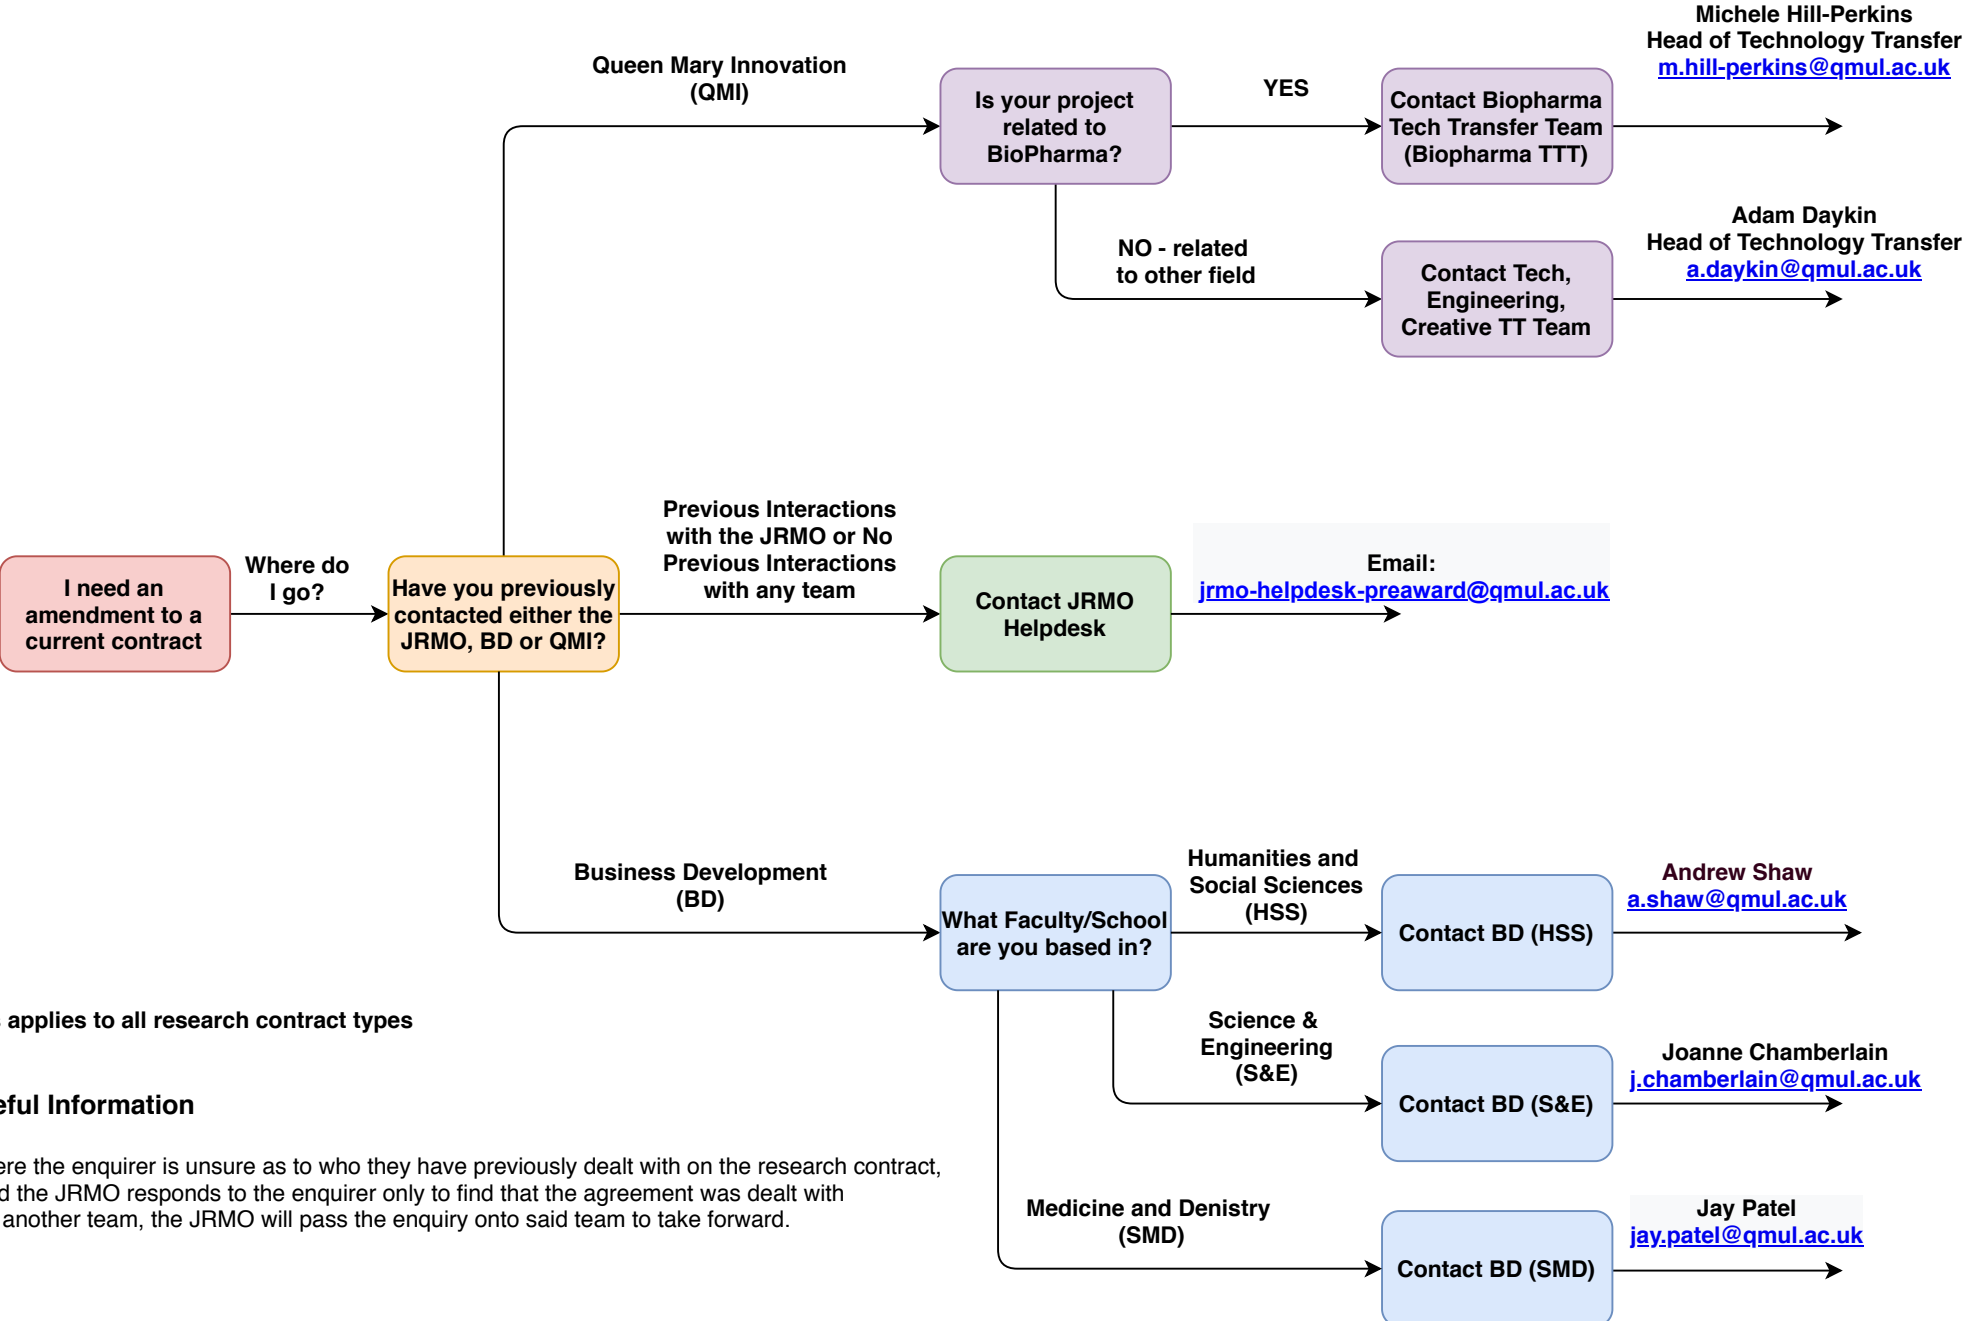 Michele Hill-Perkins
Head of Technology Transfer
m.hill-perkins@qmul.ac.uk
Queen Mary Innovation
(QMI)
Is your project
related to
BioPharma?
YES
Contact Biopharma
Tech Transfer Team
(Biopharma TTT)
NO - related
to other field
Contact Tech,
Engineering,
Creative TT Team
Adam Daykin
Head of Technology Transfer
a.daykin@qmul.ac.uk
I need an
amendment to a
current contract
Where do
I go?
Have you previously
contacted either the
JRMO, BD or QMI?
Previous Interactions
with the JRMO or No
Previous Interactions
with any team
Contact JRMO
Helpdesk
Email:
jrmo-helpdesk-preaward@qmul.ac.uk
Business Development
(BD)
What Faculty/School
are you based in?
Humanities and
Social Sciences
(HSS)
Contact BD (HSS)
Andrew Shaw
a.shaw@qmul.ac.uk
Science &
Engineering
(S&E)
Contact BD (S&E)
Joanne Chamberlain
j.chamberlain@qmul.ac.uk
Medicine and Denistry
(SMD)
Contact BD (SMD)
Jay Patel
jay.patel@qmul.ac.uk
applies to all research contract types
Information
the enquirer is unsure as to who they have previously dealt with on the research contract,
the JRMO responds to the enquirer only to find that the agreement was dealt with
another team, the JRMO will pass the enquiry onto said team to take forward.